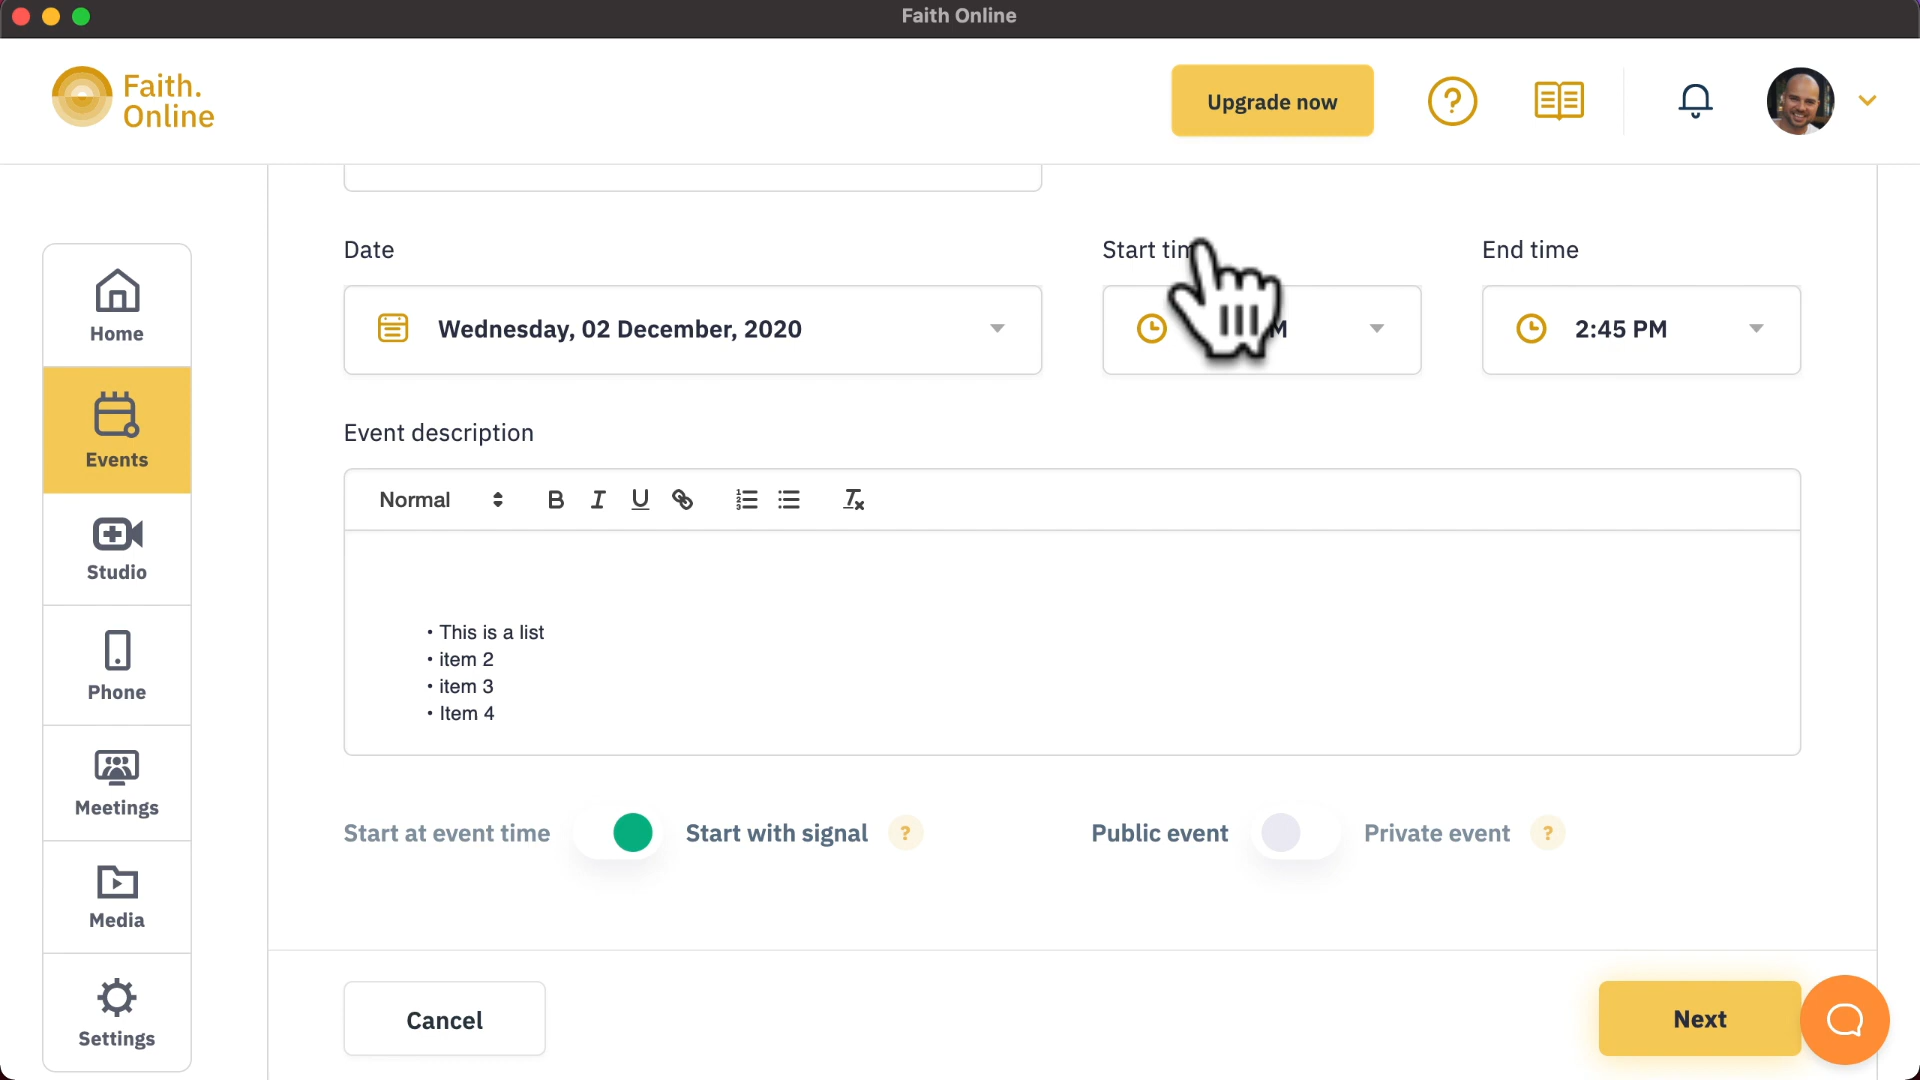 Faith Online
Faith.
Online
Upgrade now
Date
Start
End time
Wednesday, 02 December, 2020
2:45 PM
Event description
Normal
• This is a list
• item 2
• item 3
• Item 4
Start at event time
Start with signal
?
Public event
Private event
?
Cancel
Next
Home
Events
Studio
Phone
Meetings
Media
Settings